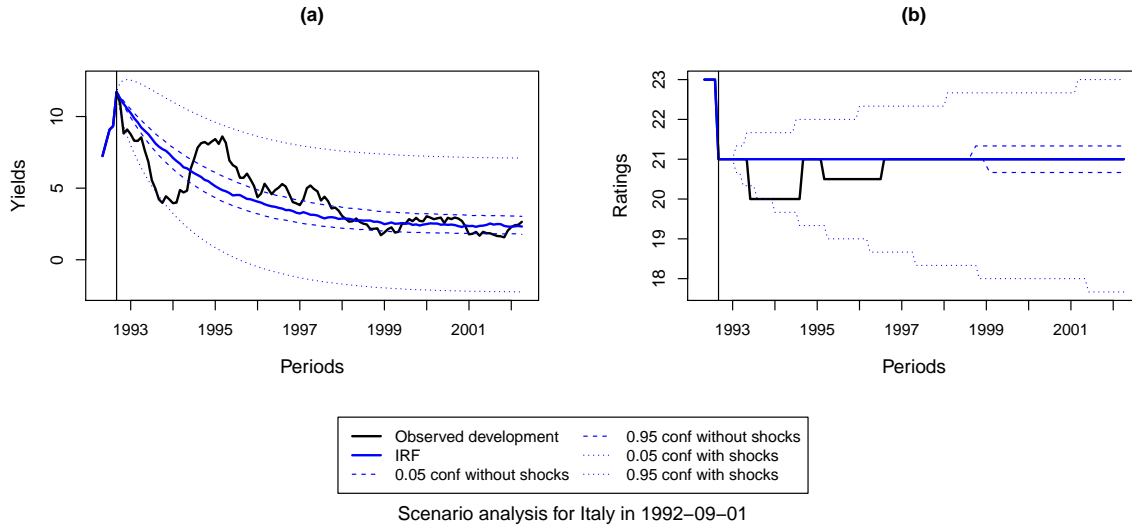 (a)
10
5
0
Yields
1993 1995 1997 1999 2001
Periods
(b)
23
22
21
20
19
18
Ratings
1993 1995 1997 1999 2001
Periods
Observed development
IRF
0.05 conf without shocks
0.95 conf without shocks
0.05 conf with shocks
0.95 conf with shocks
Scenario analysis for Italy in 1992−09−01